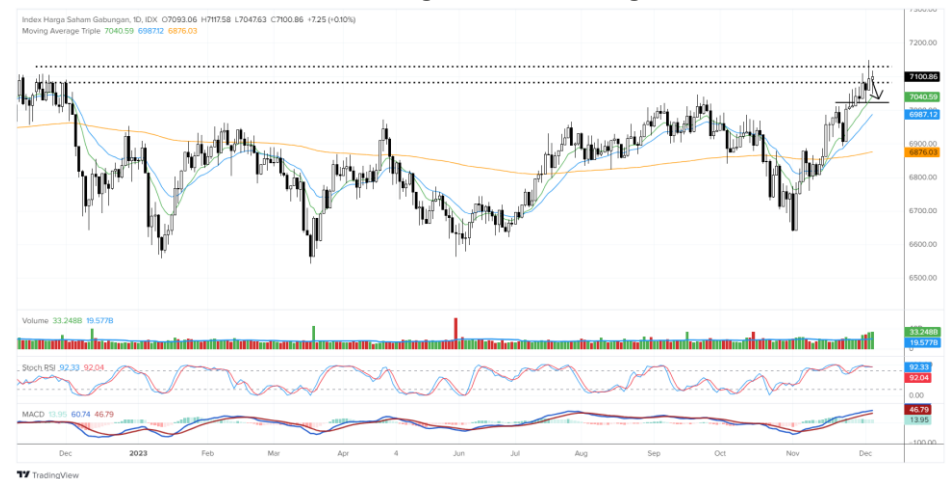 7300.00
Index Harga Saham Gabungan, 1D, IDX O7093.06 H7117.58 L7047.63 C7100.86 +7.25 (+0.10%)
Moving Average Triple 7040.59 6987.12 6876.03
7200.00
7100.86
7040.59
7000.00
6987.12
6900.00
6876.03
6800.00
6700.00
6600.00
6500.00
Volume 33.248B 19.577B
33.248B
19.577B
0
Stoch RSI 92.33 92.04
92.33
92.04
0.00
MACD 13.95 60.74 46.79
46.79
13.95
-100.00
Dec 2023 Feb Mar Apr 4 Jun Jul Aug Sep Oct Nov Dec
TradingView